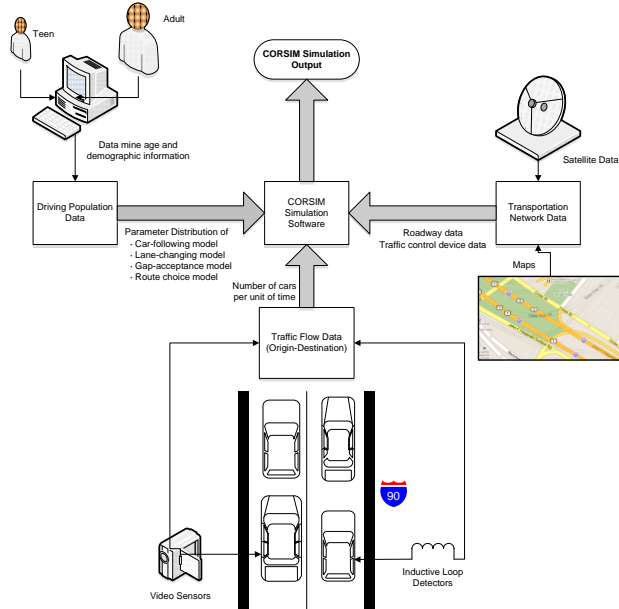 Teen
Adult
CORSIM Simulation
Output
Data mine age and
demographic information
Satellite Data
Driving Population
Data
CORSIM
Simulation
Software
Transportation
Network Data
Parameter Distribution of
- Car-following model
- Lane-changing model
- Gap-acceptance model
- Route choice model
Roadway data
Traffic control device data
Maps
Number of cars
per unit of time
Traffic Flow Data
(Origin-Destination)
90
Video Sensors
Inductive Loop
Detectors